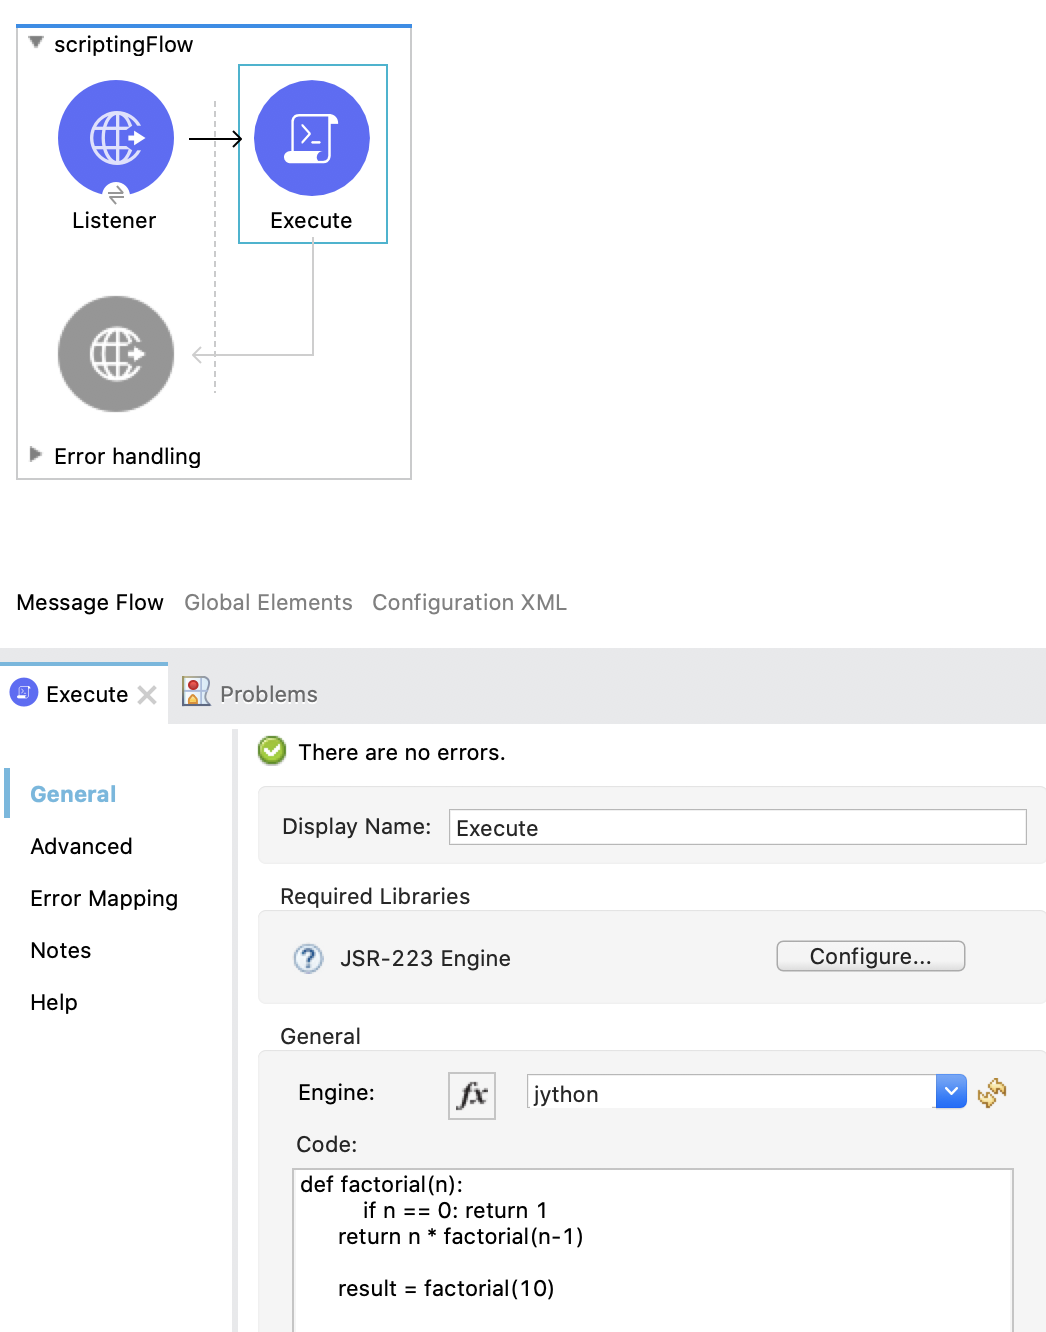 scriptingFlow
Listener
Execute
Error handling
Message Flow Global Elements Configuration XML
Execute Problems
There are no errors.
General
Advanced
Error Mapping
Notes
Help
Display Name: Execute
Required Libraries
JSR-223 Engine Configure...
General
Engine: fx jython
Code:
def factorial(n):
if n == 0: return 1
return n * factorial(n-1)
result = factorial(10)